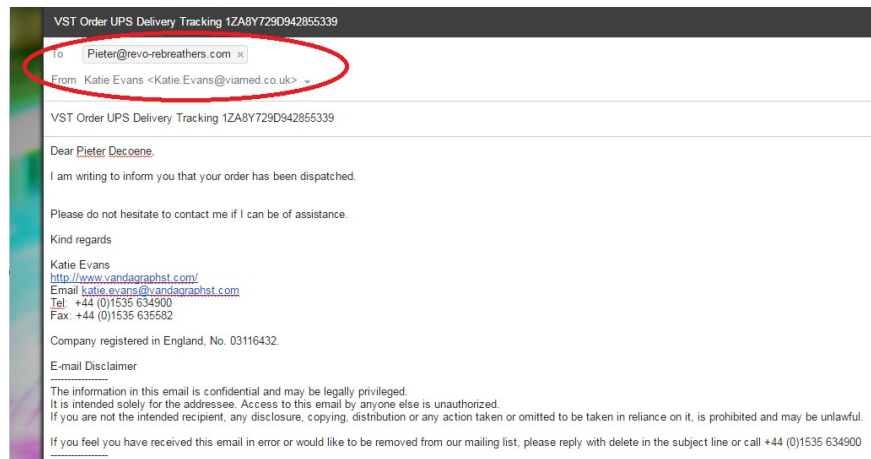 VST Order UPS Delivery Tracking 1ZA8Y729D942855339
To Pieter@revo-rebreathers.com ×
From Katie Evans <Katie.Evans@viamed.co.uk>
VST Order UPS Delivery Tracking 1ZA8Y729D942855339
Dear Pieter Decoene,
I am writing to inform you that your order has been dispatched.
Please do not hesitate to contact me if I can be of assistance.
Kind regards
Katie Evans
http://www.vandagraphst.com/
Email katie.evans@vandagraphst.com
Tel: +44 (0)1535 634900
Fax: +44 (0)1535 635582
Company registered in England, No. 03116432.
E-mail Disclaimer
-----------------
The information in this email is confidential and may be legally privileged.
It is intended solely for the addressee. Access to this email by anyone else is unauthorized.
If you are not the intended recipient, any disclosure, copying, distribution or any action taken or omitted to be taken in reliance on it, is prohibited and may be unlawful.
If you feel you have received this email in error or would like to be removed from our mailing list, please reply with delete in the subject line or call +44 (0)1535 634900
-----------------